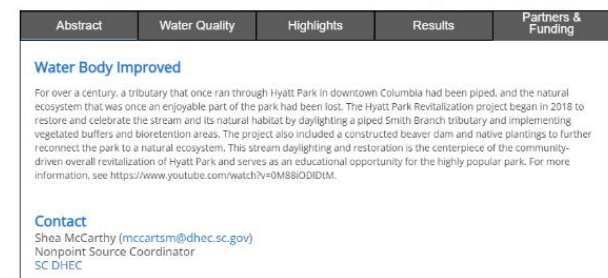 Abstract
Water Quality
Highlights
Results
Partners &
Funding
Water Body Improved
For over a century, a tributary that once ran through Hyatt Park in downtown Columbia had been piped, and the natural
ecosystem that was once an enjoyable part of the park had been lost. The Hyatt Park Revitalization project began in 2018 to
restore and celebrate the stream and its natural habitat by daylighting a piped Smith Branch tributary and implementing
vegetated buffers and bioretention areas. The project also included a constructed beaver dam and native plantings to further
reconnect the park to a natural ecosystem. This stream daylighting and restoration is the centerpiece of the community-
driven overall revitalization of Hyatt Park and serves as an educational opportunity for the highly popular park. For more
information, see https://www.youtube.com/watch?v=0M88iODlDtM.
Contact
Shea McCarthy (mccartsm@dhec.sc.gov)
Nonpoint Source Coordinator
SC DHEC